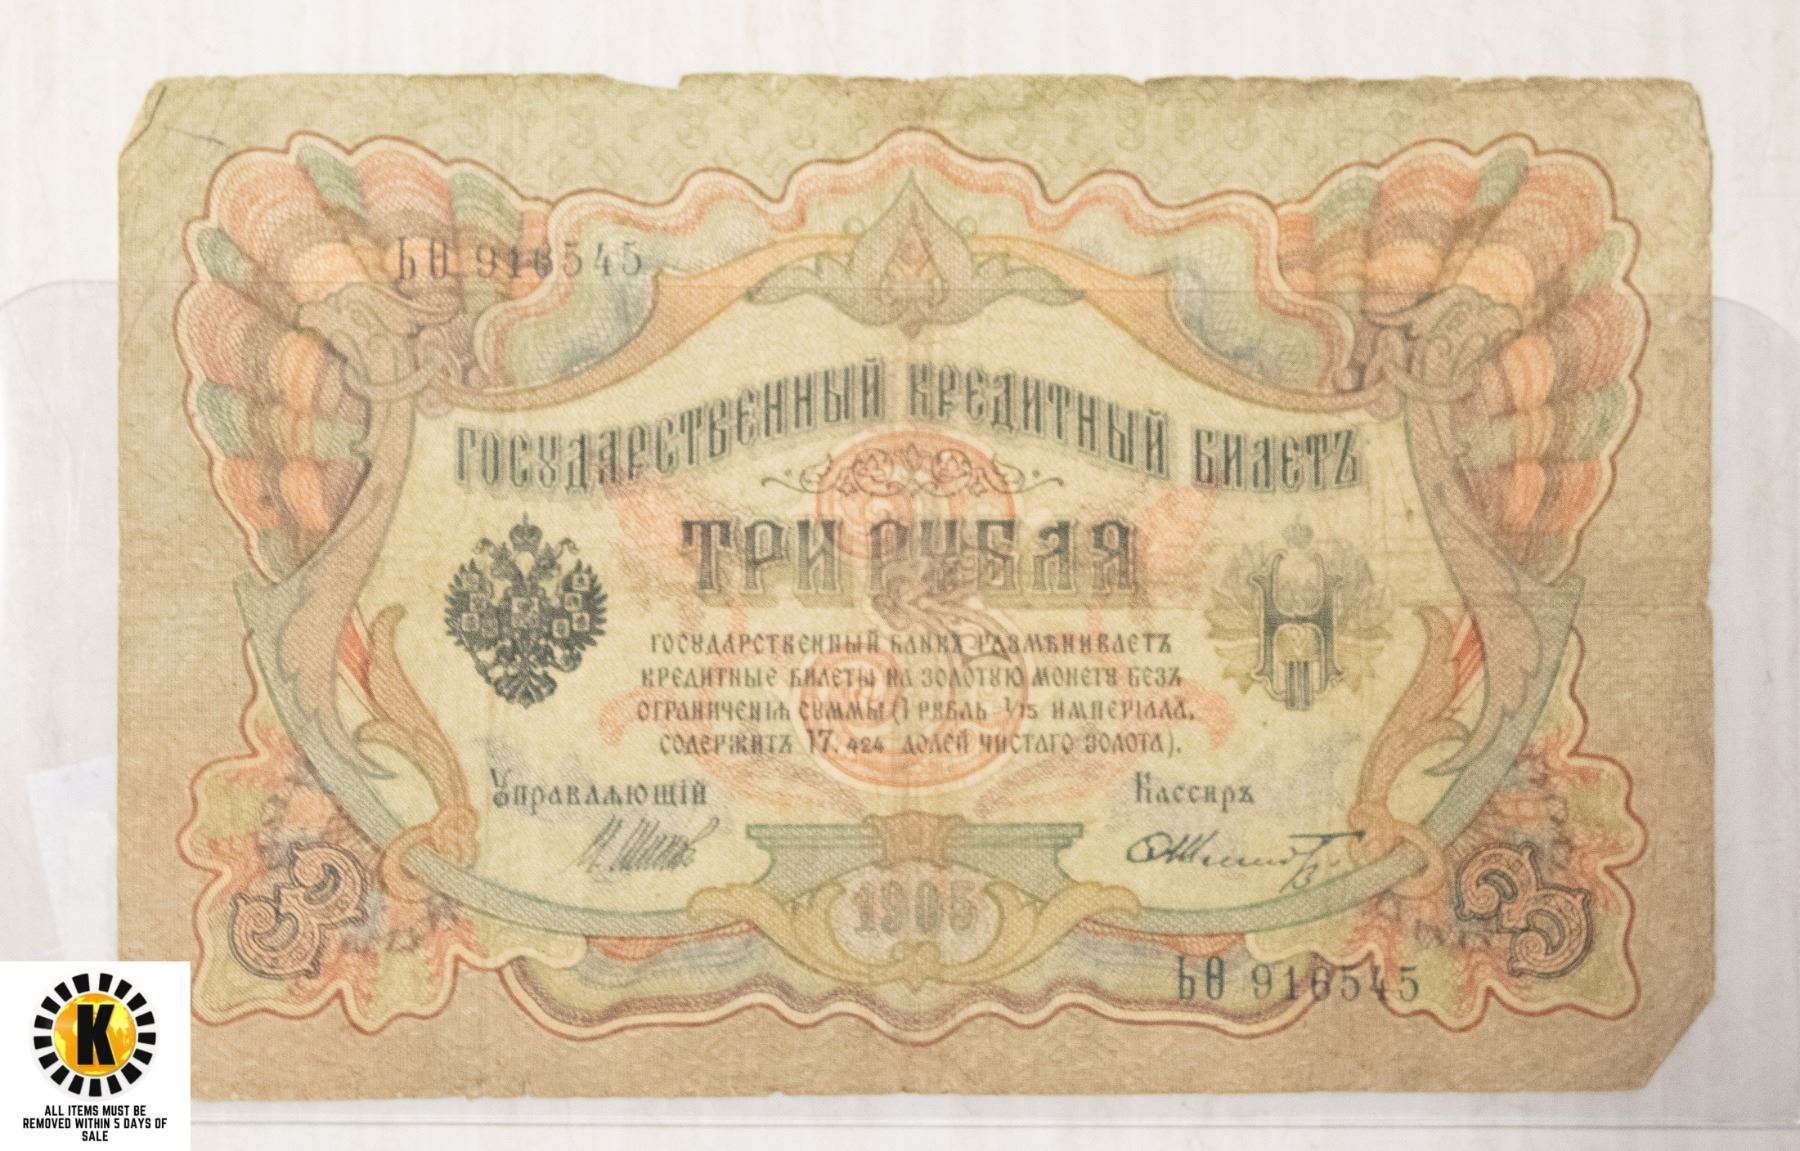 ЬѲ 916545
ГОСУДАРСТВЕННЫЙ КРЕДИТНЫЙ БИЛЕТЪ
ТРИ РУБЛЯ
ГОСУДАРСТВЕННЫЙ БАНКЪ РАЗМѢНИВАЕТЪ
КРЕДИТНЫЕ БИЛЕТЫ НА ЗОЛОТУЮ МОНЕТУ БЕЗЪ
ОГРАНИЧЕНІЯ СУММЫ (1 РУБЛЬ = 1/15 ИМПЕРІАЛА,
СОДЕРЖИТЪ 17,424 ДОЛЕЙ ЧИСТАГО ЗОЛОТА).
Управляющій Кассиръ
1905
3 3
ЬѲ 916545
K
ALL ITEMS MUST BE
REMOVED WITHIN 5 DAYS OF
SALE